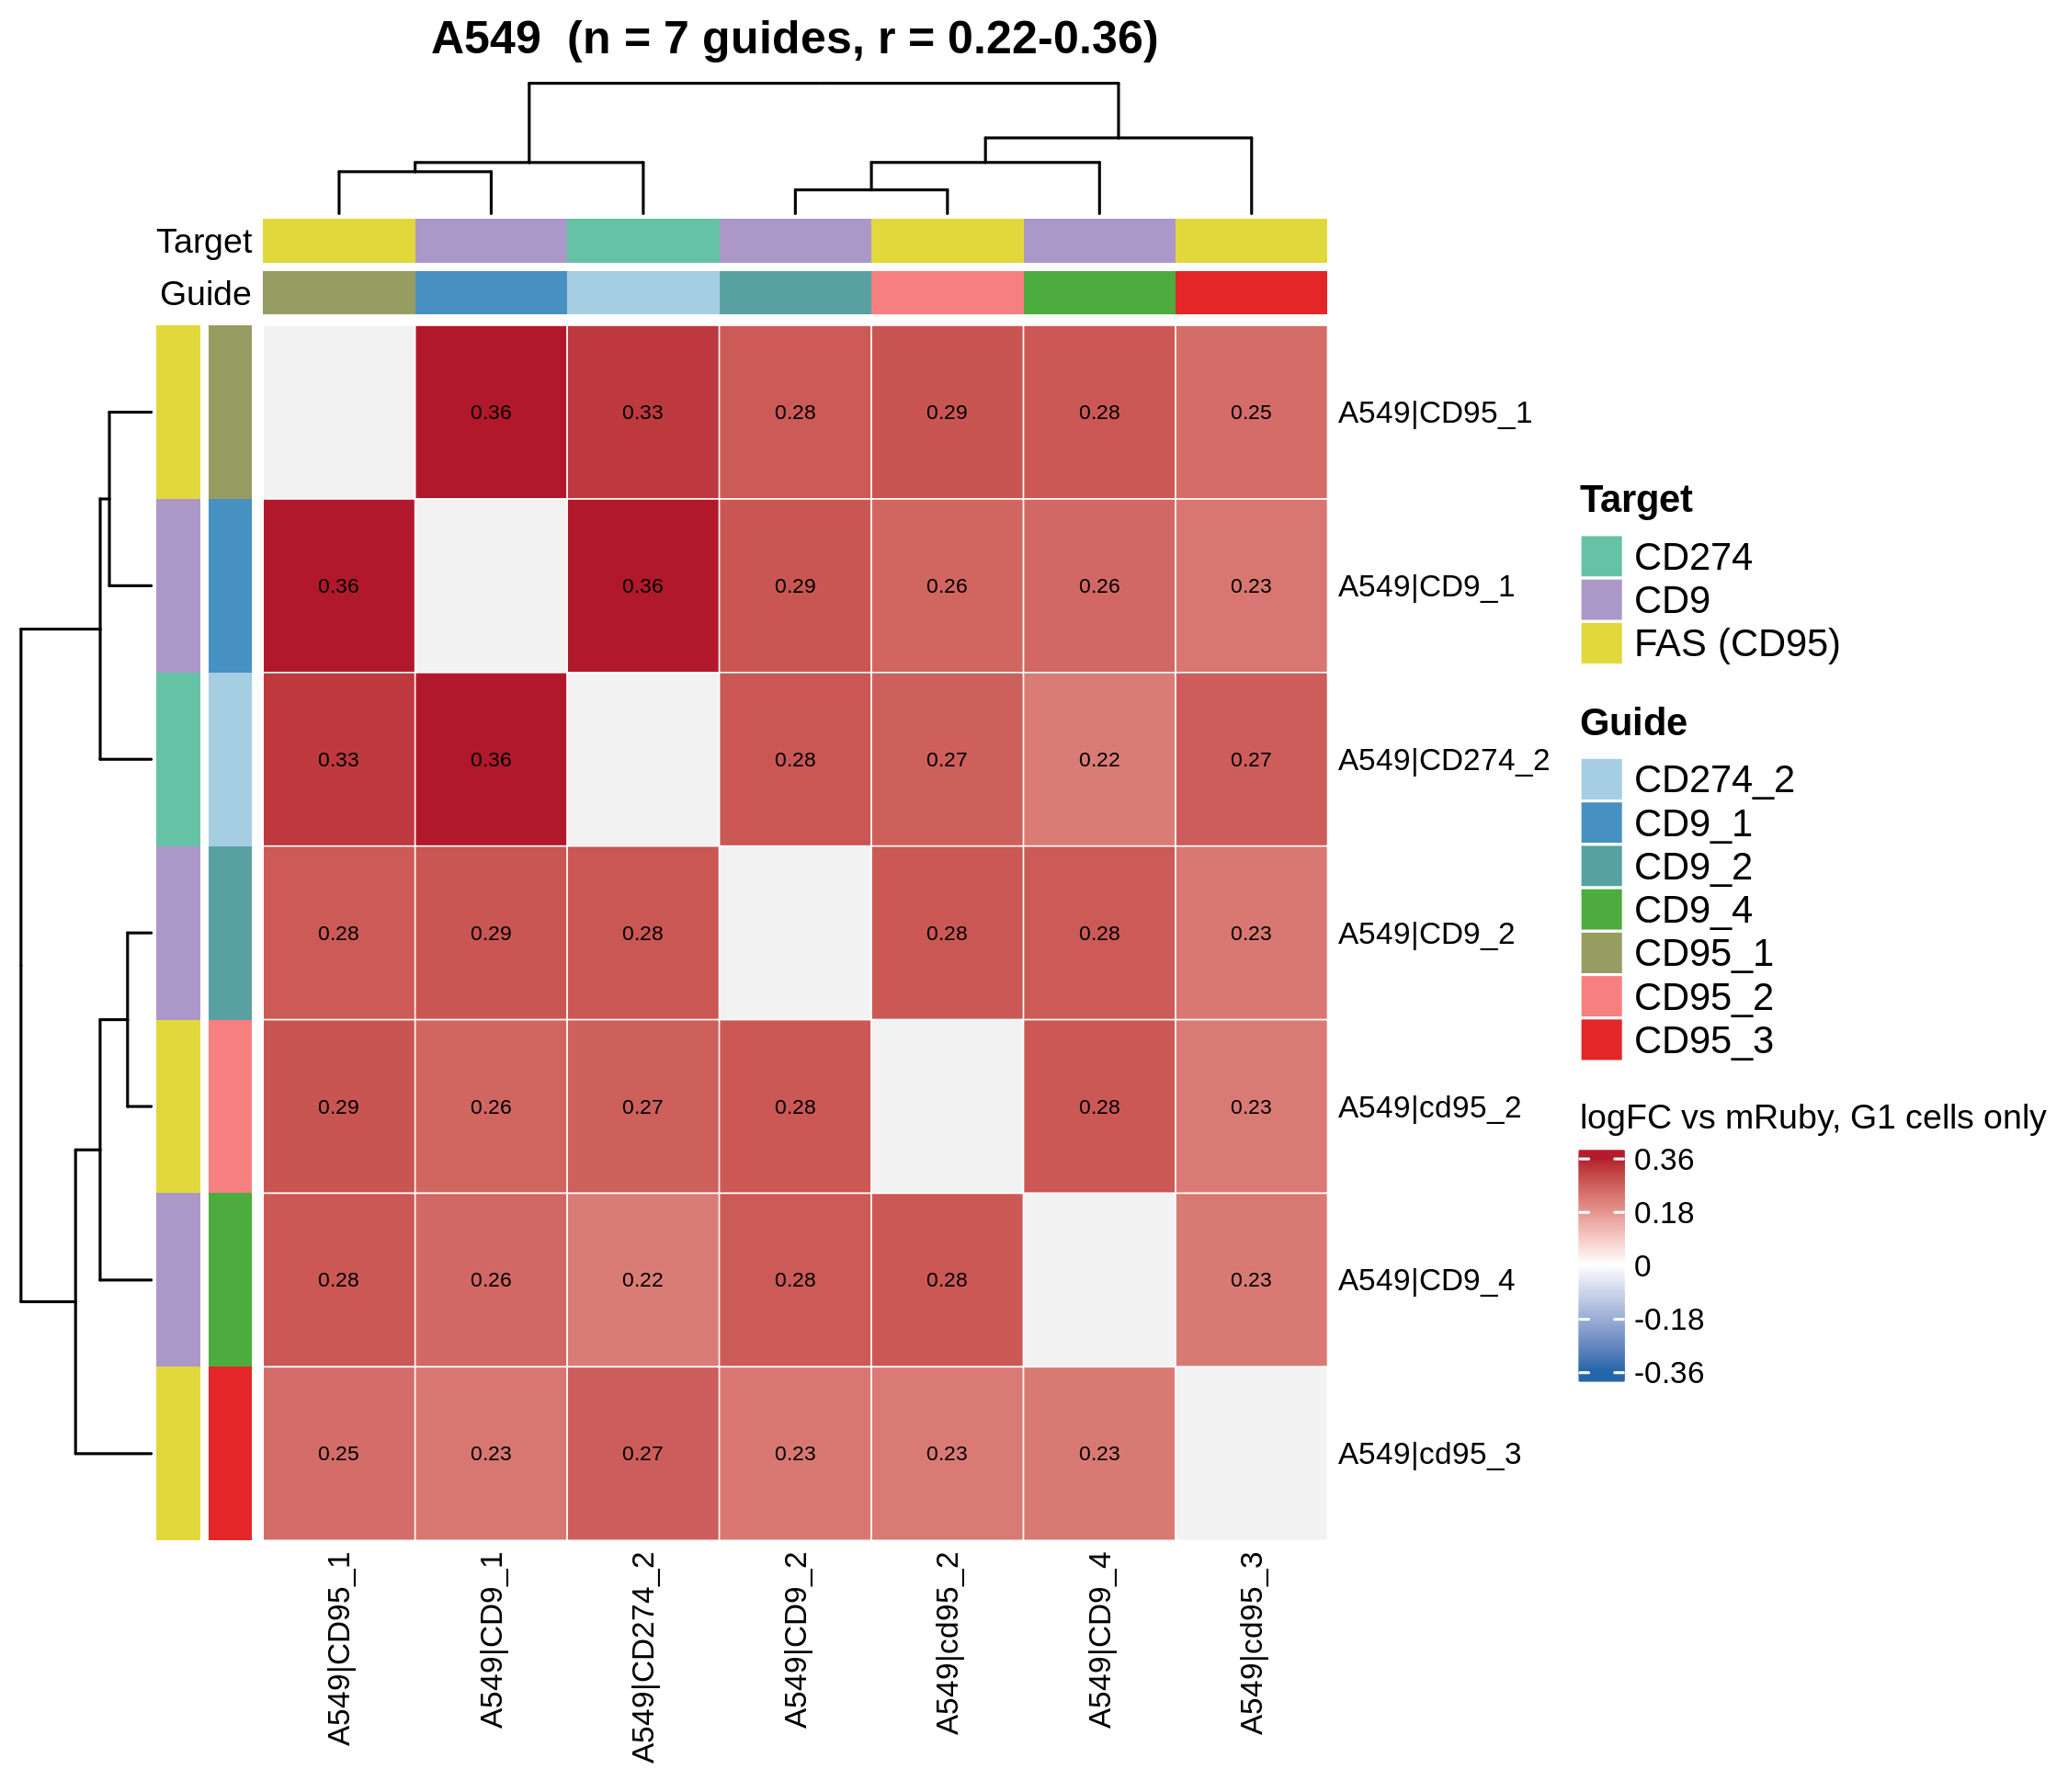 A549  (n = 7 guides, r = 0.22-0.36)
Target
Guide
0.36 0.33 0.28 0.29 0.28 0.25 A549|CD95_1
0.36 0.36 0.29 0.26 0.26 0.23 A549|CD9_1
0.33 0.36 0.28 0.27 0.22 0.27 A549|CD274_2
0.28 0.29 0.28 0.28 0.28 0.23 A549|CD9_2
0.29 0.26 0.27 0.28 0.28 0.23 A549|cd95_2
0.28 0.26 0.22 0.28 0.28 0.23 A549|CD9_4
0.25 0.23 0.27 0.23 0.23 0.23 A549|cd95_3
A549|CD95_1
A549|CD9_1
A549|CD274_2
A549|CD9_2
A549|cd95_2
A549|CD9_4
A549|cd95_3
Target
CD274
CD9
FAS (CD95)
Guide
CD274_2
CD9_1
CD9_2
CD9_4
CD95_1
CD95_2
CD95_3
logFC vs mRuby, G1 cells only
0.36
0.18
0
-0.18
-0.36